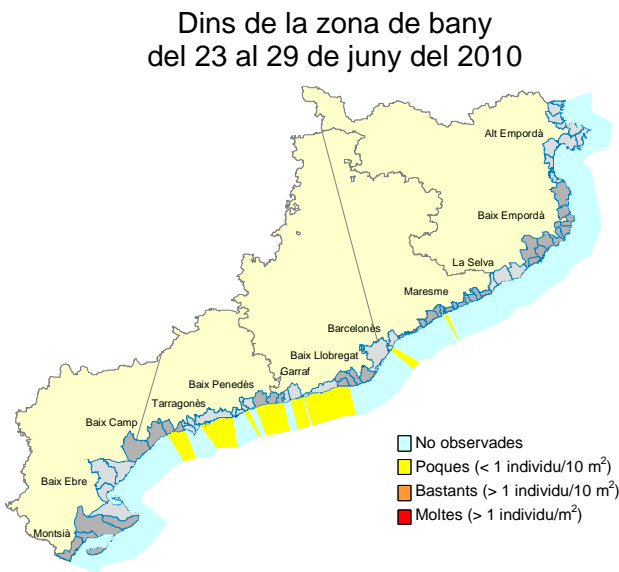 Dins de la zona de bany
del 23 al 29 de juny del 2010
Alt Empordà
Baix Empordà
La Selva
Maresme
Barcelonès
Baix Llobregat
Garraf
Baix Penedès
Tarragonès
Baix Camp
Baix Ebre
Montsià
No observades
Poques (< 1 individu/10 m²)
Bastants (> 1 individu/10 m²)
Moltes (> 1 individu/m²)